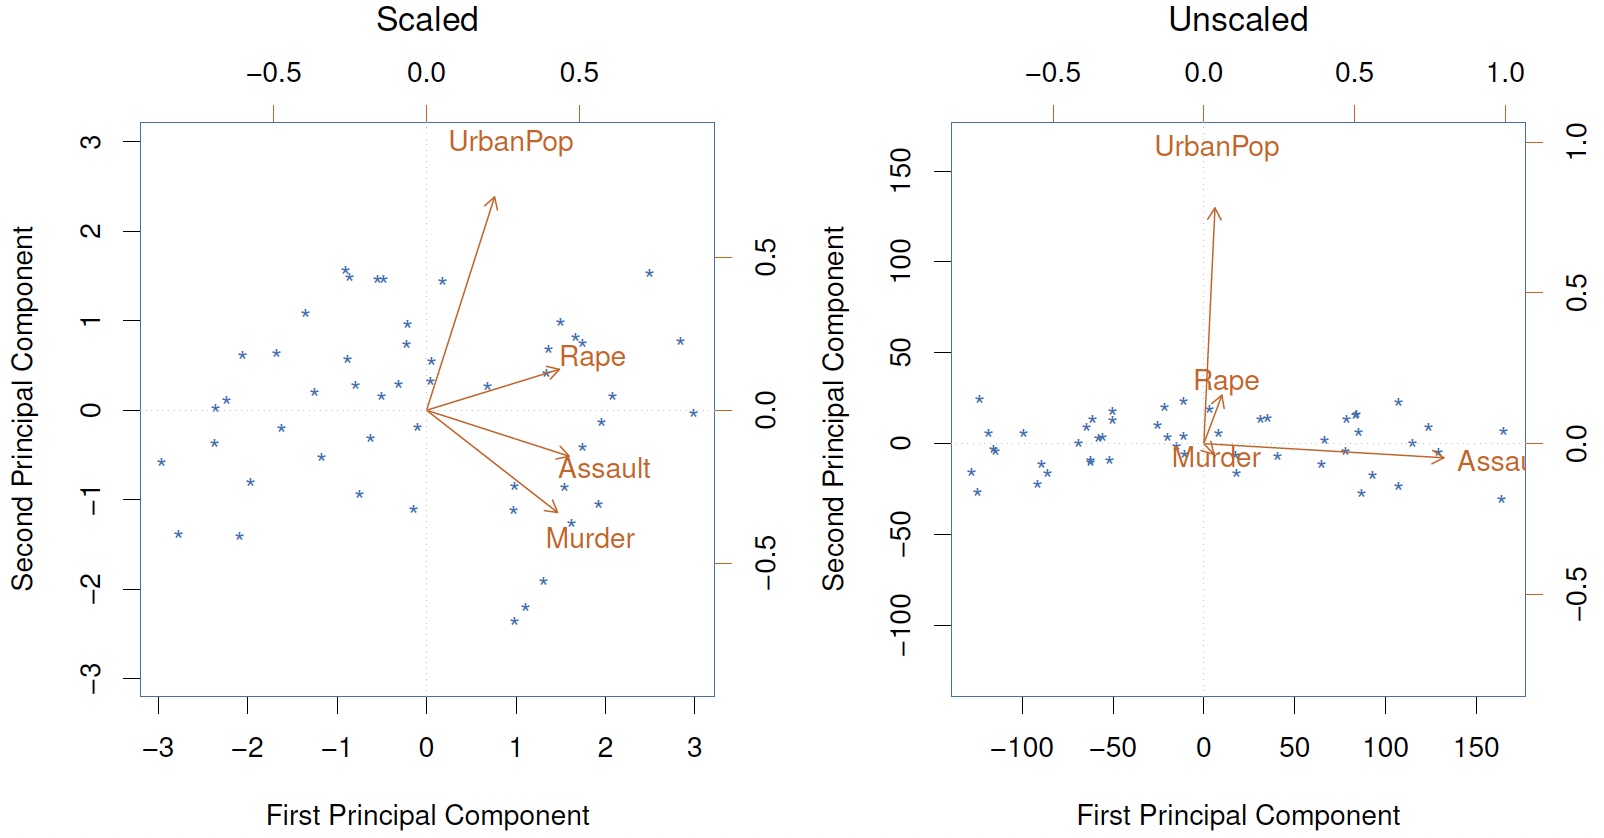 Scaled
−0.5 0.0 0.5
UrbanPop
Rape
Assault
Murder
3
2
1
0
−1
−2
−3
Second Principal Component
0.5
0.0
−0.5
−3 −2 −1 0 1 2 3
First Principal Component
Unscaled
−0.5 0.0 0.5 1.0
UrbanPop
Rape
Murder
Assau
150
100
50
0
−50
−100
Second Principal Component
1.0
0.5
0.0
−0.5
−100 −50 0 50 100 150
First Principal Component